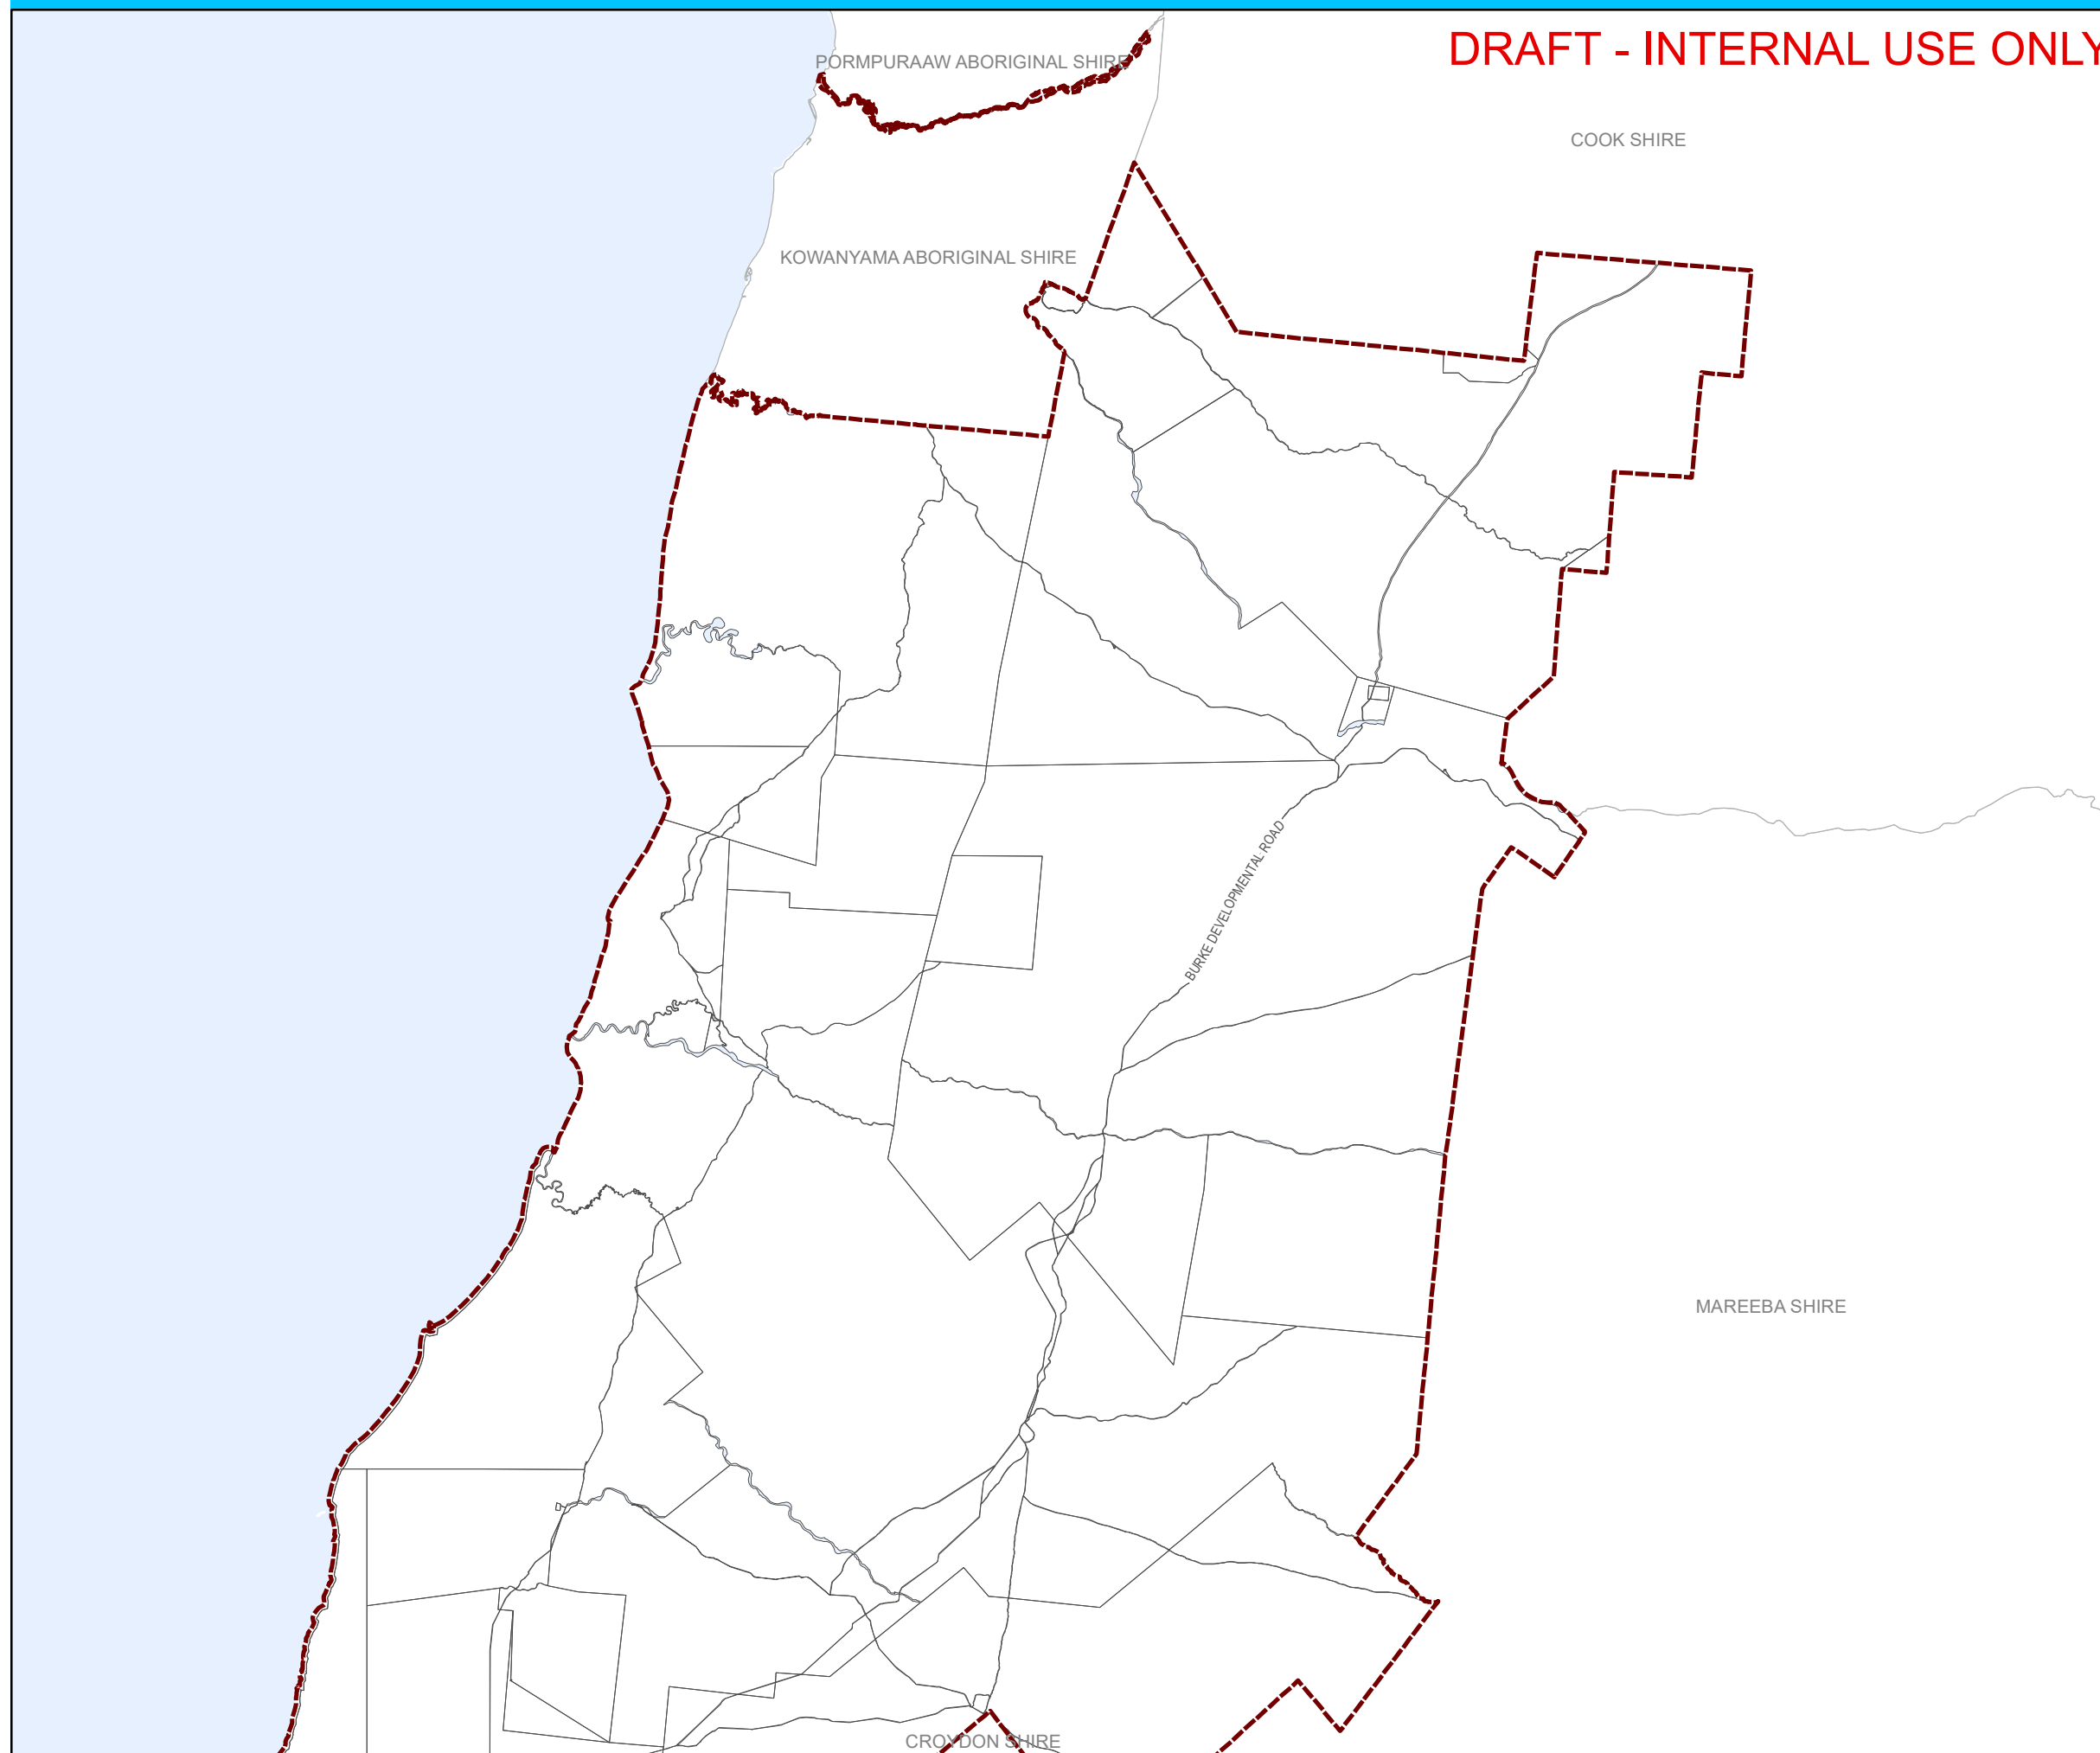 DRAFT - INTERNAL USE ONLY
PORMPURAAW ABORIGINAL SHIRE
COOK SHIRE
KOWANYAMA ABORIGINAL SHIRE
BURKE DEVELOPMENTAL ROAD
MAREEBA SHIRE
CROYDON SHIRE